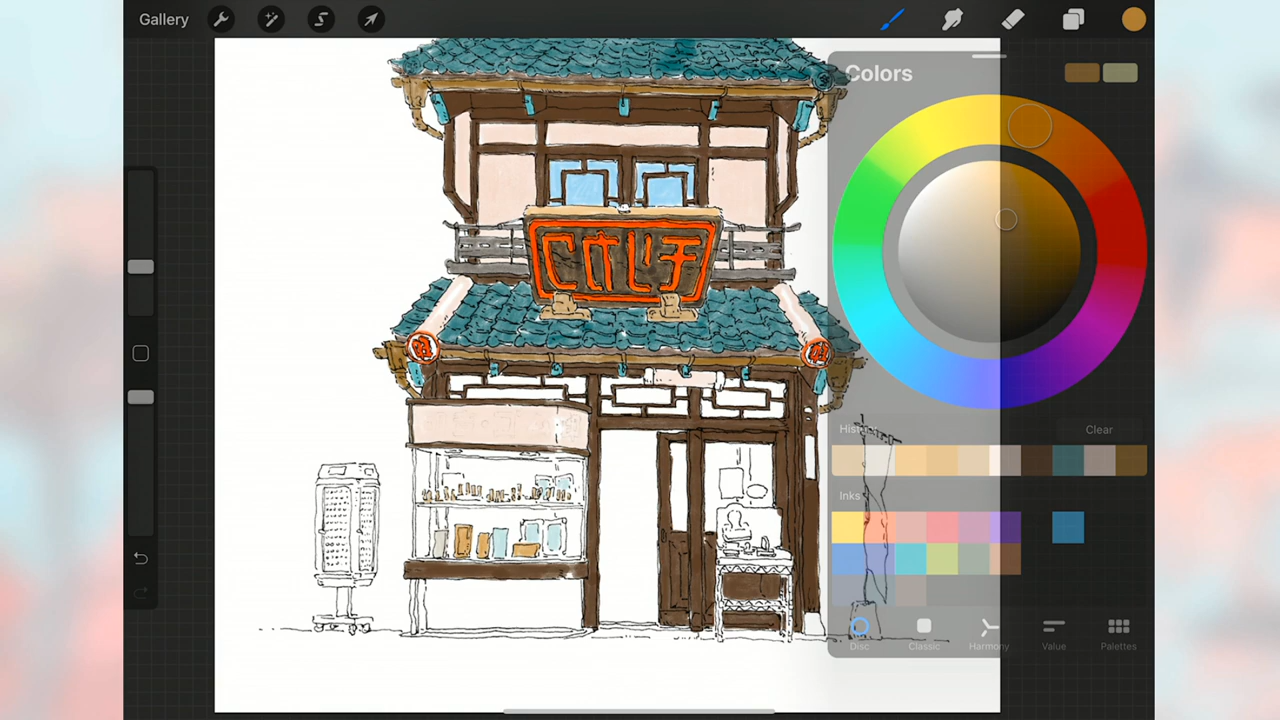 Gallery
Colors
History
Clear
Inks
Disc
Classic
Harmony
Value
Palettes